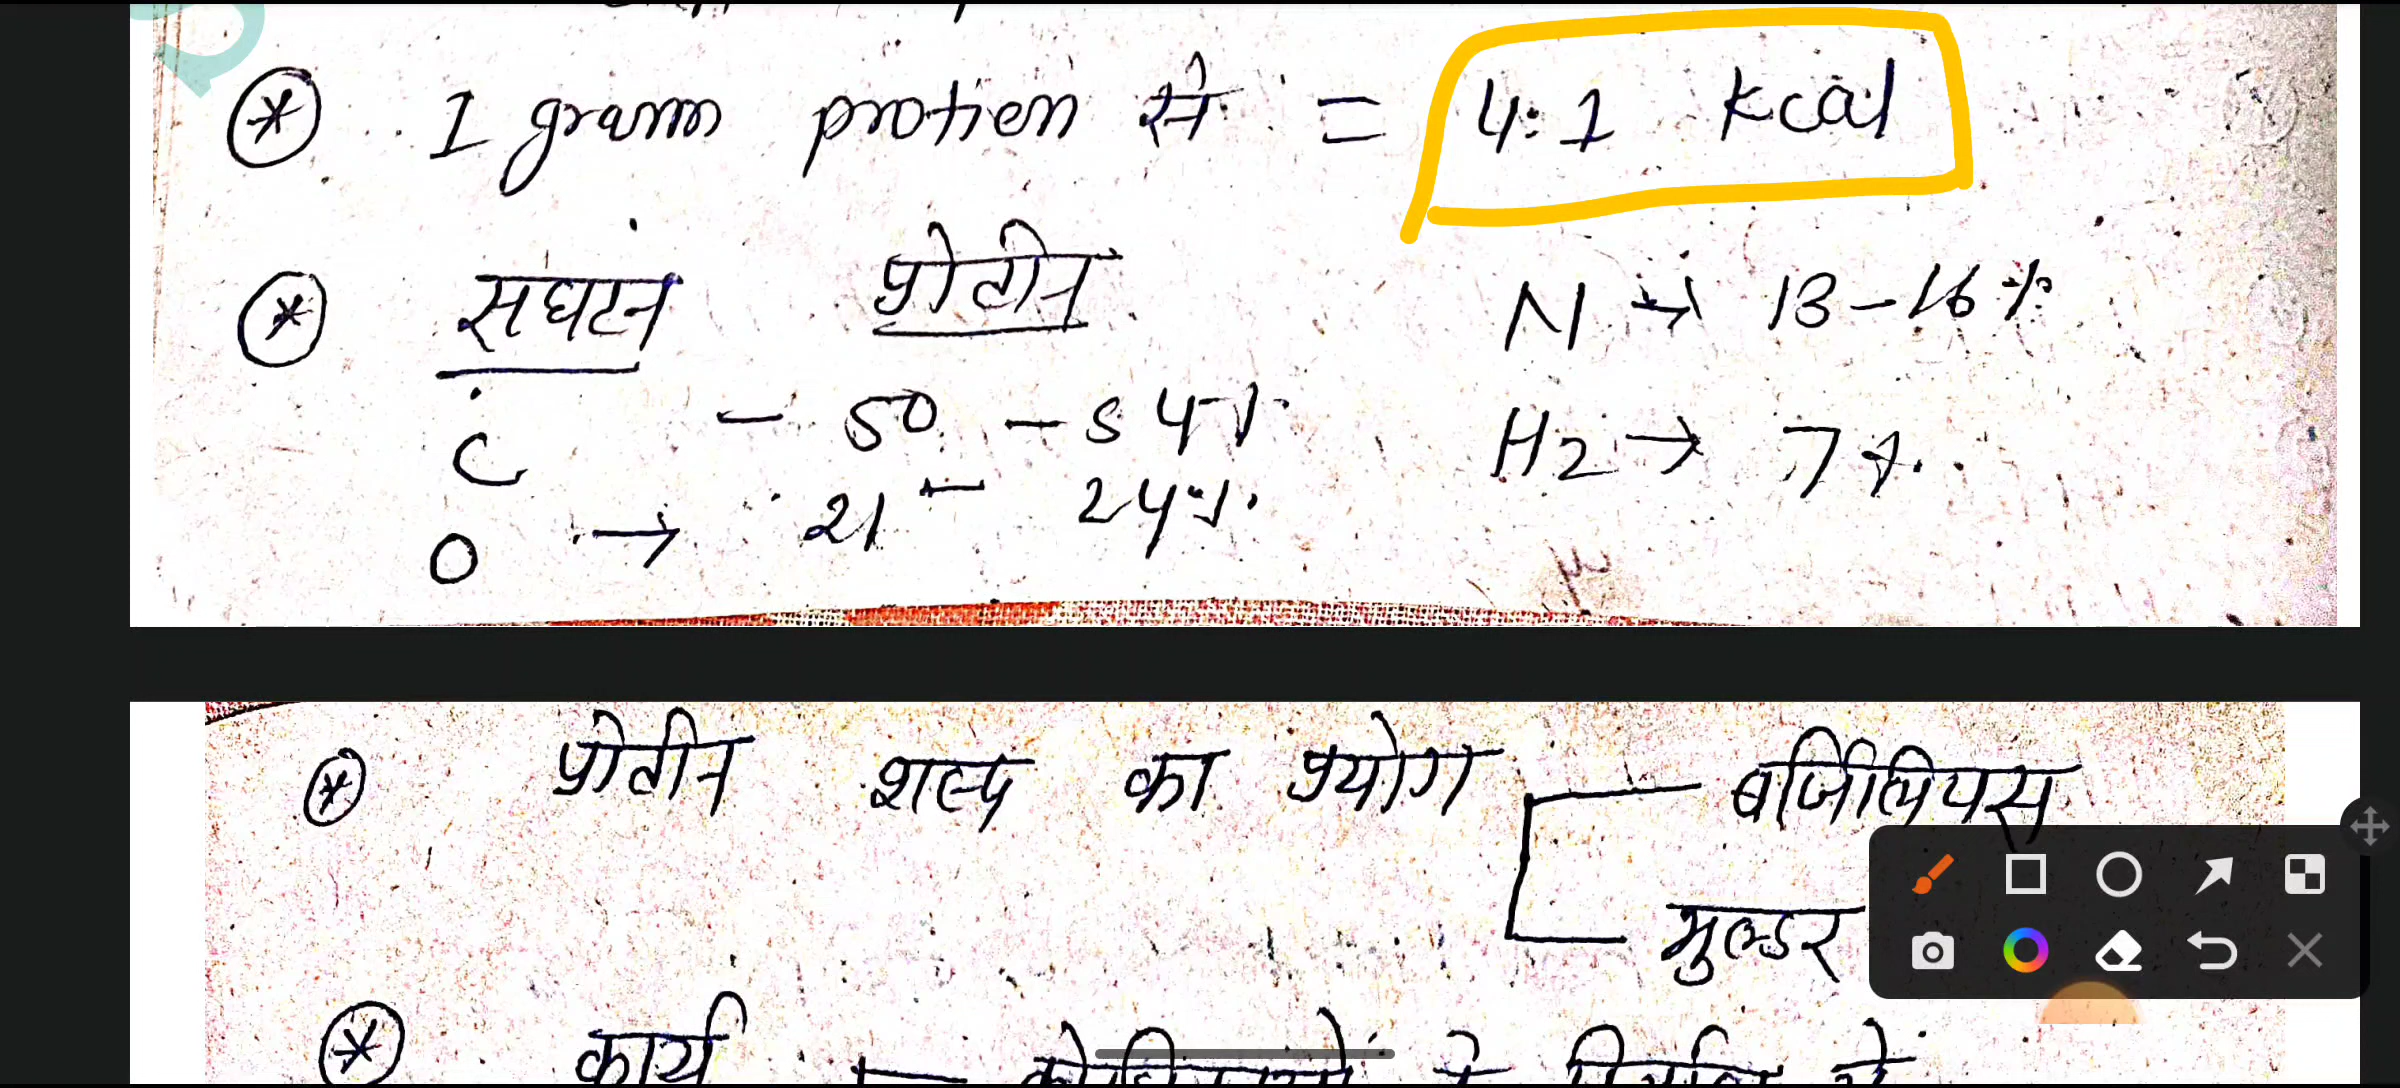 * 1 gram protien से = 4.1 kcal
* संघटन प्रोटीन N → 13-16%
C - 50 - 54% H2 → 7%
O → 21 - 24%
* प्रोटीन शब्द का प्रयोग बर्जिलियस
मुल्डर
* कार्य